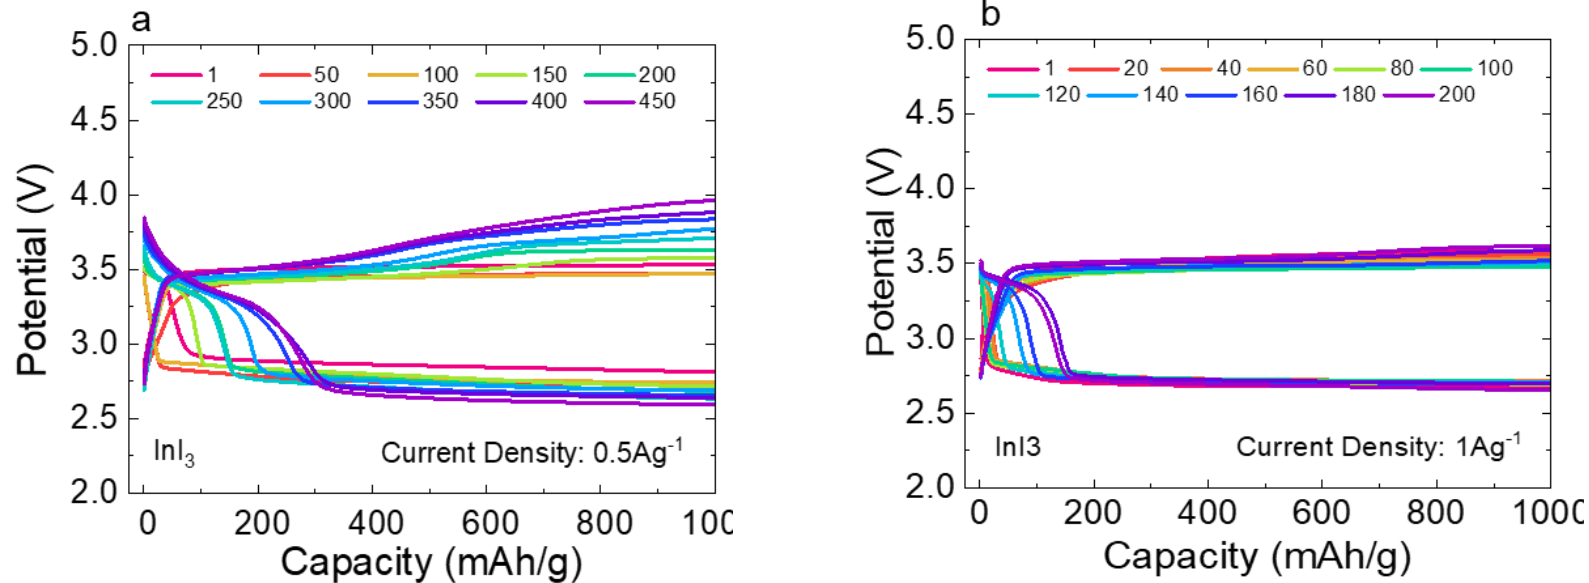 a
5.0
4.5
4.0
3.5
3.0
2.5
2.0
Potential (V)
1 50 100 150 200
250 300 350 400 450
InI₃
Current Density: 0.5Ag⁻¹
0 200 400 600 800 100
Capacity (mAh/g)
b
5.0
4.5
4.0
3.5
3.0
2.5
2.0
Potential (V)
1 20 40 60 80 100
120 140 160 180 200
InI3
Current Density: 1Ag⁻¹
0 200 400 600 800 1000
Capacity (mAh/g)